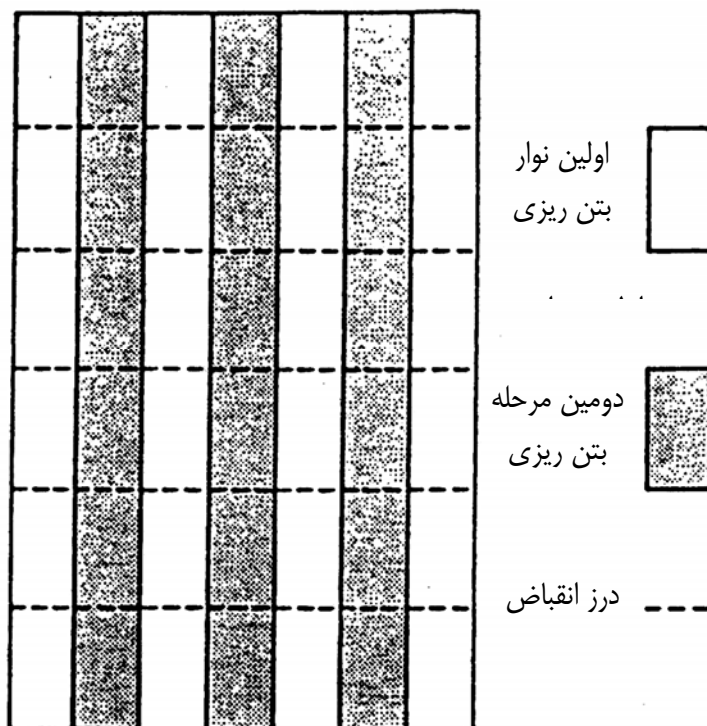 اولین نوار
بتن ریزی
دومین مرحله
بتن ریزی
درز انقباض